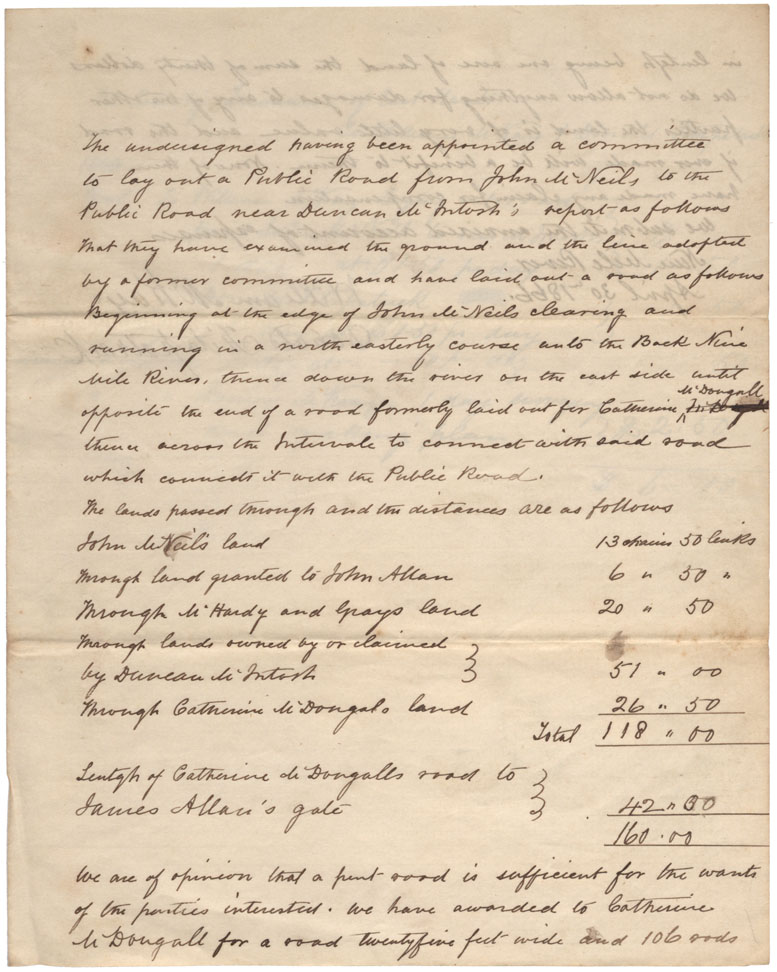 The undersigned having been appointed a committee
to lay out a Public Road from John McNeils to the
Public Road near Duncan McIntosh's report as follows
That they have examined the ground and the line adopted
by a former committee and have laid out a road as follows
Beginning at the edge of John McNeils clearing and
running in a north easterly course unto the Back Nine
Mile River, thence down the river on the east side until
opposite the end of a road formerly laid out for Catherine McDougall
thence across the Intervale to connect with said road
which connects it with the Public Road.
The lands passed through and the distances are as follows
John McNeil's land 13 chains 50 links
Through land granted to John Allan 6 " 50 "
Through McHardy and Grays land 20 " 50
Through lands owned by or claimed
by Duncan McIntosh 51 " 00
Through Catherine McDougals land 26 " 50
Total 118 " 00
Lentgh of Catherine McDougalls road to
James Allan's gate 42 " 00
160 . 00
We are of opinion that a pent road is sufficient for the wants
of the parties interested. We have awarded to Catherine
McDougall for a road twentyfive feet wide and 106 rods